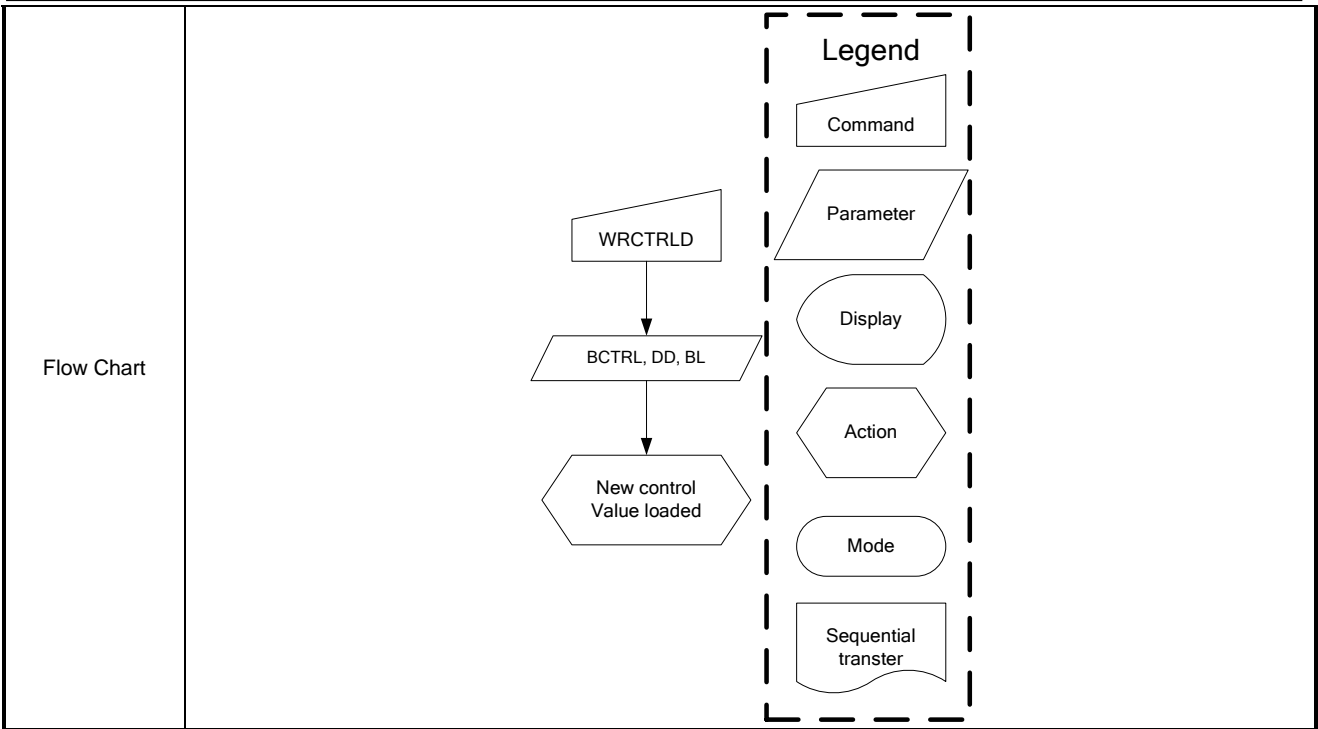 Flow Chart
WRCTRLD
BCTRL, DD, BL
New control
Value loaded
Legend
Command
Parameter
Display
Action
Mode
Sequential
transter